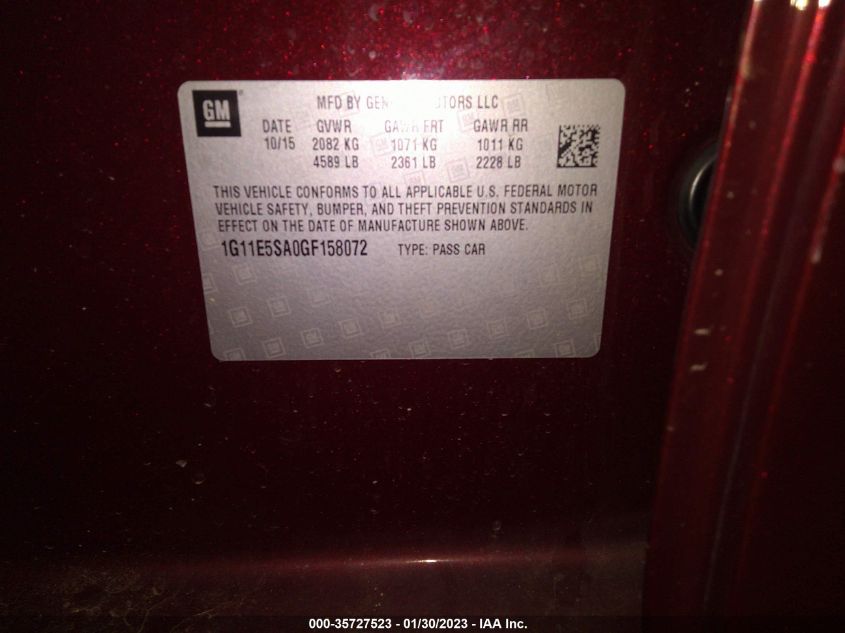 GM
MFD BY GEN TORS LLC
DATE GVWR GAWR FRT GAWR RR
10/15 2082 KG 1071 KG 1011 KG
4589 LB 2361 LB 2228 LB
THIS VEHICLE CONFORMS TO ALL APPLICABLE U.S. FEDERAL MOTOR
VEHICLE SAFETY, BUMPER, AND THEFT PREVENTION STANDARDS IN
EFFECT ON THE DATE OF MANUFACTURE SHOWN ABOVE.
1G11E5SA0GF158072 TYPE: PASS CAR
000-35727523 - 01/30/2023 - IAA Inc.